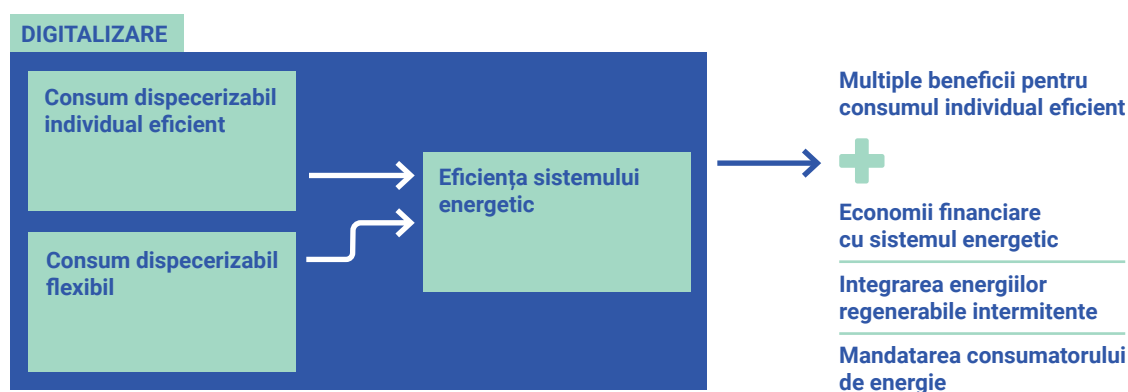 DIGITALIZARE
Consum dispecerizabil
individual eficient
Consum dispecerizabil
flexibil
Eficiența sistemului
energetic
Multiple beneficii pentru
consumul individual eficient
Economii financiare
cu sistemul energetic
Integrarea energiilor
regenerabile intermitente
Mandatarea consumatorului
de energie